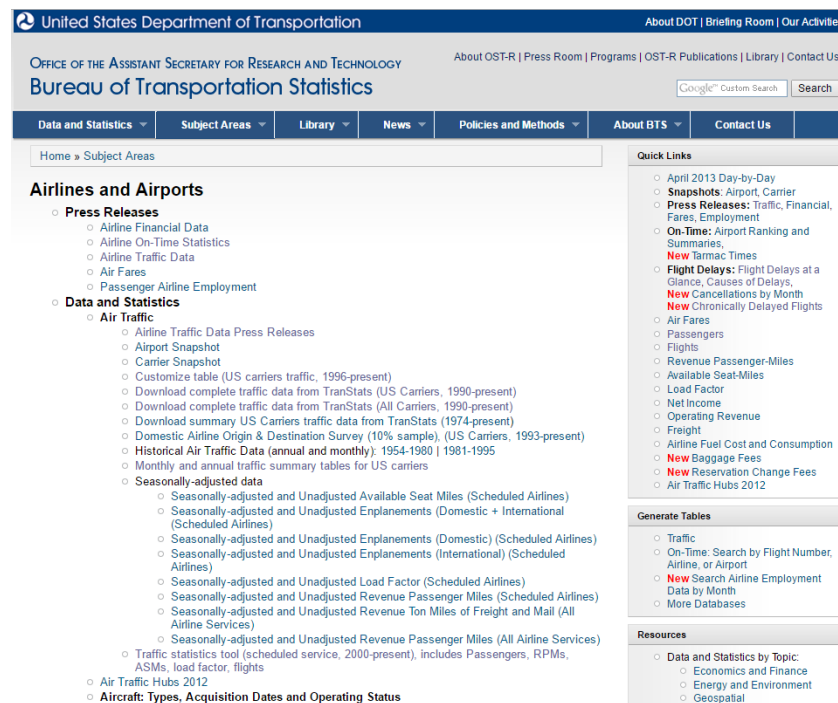 United States Department of Transportation
About DOT | Briefing Room | Our Activitie
About OST-R | Press Room | Programs | OST-R Publications | Library | Contact Us
OFFICE OF THE ASSISTANT SECRETARY FOR RESEARCH AND TECHNOLOGY
Bureau of Transportation Statistics
Google™ Custom Search
Search
Data and Statistics
Subject Areas
Library
News
Policies and Methods
About BTS
Contact Us
Home » Subject Areas
Airlines and Airports
Press Releases
Airline Financial Data
Airline On-Time Statistics
Airline Traffic Data
Air Fares
Passenger Airline Employment
Data and Statistics
Air Traffic
Airline Traffic Data Press Releases
Airport Snapshot
Carrier Snapshot
Customize table (US carriers traffic, 1996-present)
Download complete traffic data from TranStats (US Carriers, 1990-present)
Download complete traffic data from TranStats (All Carriers, 1990-present)
Download summary US Carriers traffic data from TranStats (1974-present)
Domestic Airline Origin & Destination Survey (10% sample), (US Carriers, 1993-present)
Historical Air Traffic Data (annual and monthly): 1954-1980 | 1981-1995
Monthly and annual traffic summary tables for US carriers
Seasonally-adjusted data
Seasonally-adjusted and Unadjusted Available Seat Miles (Scheduled Airlines)
Seasonally-adjusted and Unadjusted Enplanements (Domestic + International
(Scheduled Airlines)
Seasonally-adjusted and Unadjusted Enplanements (Domestic) (Scheduled Airlines)
Seasonally-adjusted and Unadjusted Enplanements (International) (Scheduled
Airlines)
Seasonally-adjusted and Unadjusted Load Factor (Scheduled Airlines)
Seasonally-adjusted and Unadjusted Revenue Passenger Miles (Scheduled Airlines)
Seasonally-adjusted and Unadjusted Revenue Ton Miles of Freight and Mail (All
Airline Services)
Seasonally-adjusted and Unadjusted Revenue Passenger Miles (All Airline Services)
Traffic statistics tool (scheduled service, 2000-present), includes Passengers, RPMs,
ASMs, load factor, flights
Air Traffic Hubs 2012
Aircraft: Types, Acquisition Dates and Operating Status
Quick Links
April 2013 Day-by-Day
Snapshots: Airport, Carrier
Press Releases: Traffic, Financial,
Fares, Employment
On-Time: Airport Ranking and
Summaries,
New Tarmac Times
Flight Delays: Flight Delays at a
Glance, Causes of Delays,
New Cancellations by Month
New Chronically Delayed Flights
Air Fares
Passengers
Flights
Revenue Passenger-Miles
Available Seat-Miles
Load Factor
Net Income
Operating Revenue
Freight
Airline Fuel Cost and Consumption
New Baggage Fees
New Reservation Change Fees
Air Traffic Hubs 2012
Generate Tables
Traffic
On-Time: Search by Flight Number,
Airline, or Airport
New Search Airline Employment
Data by Month
More Databases
Resources
Data and Statistics by Topic:
Economics and Finance
Energy and Environment
Geospatial